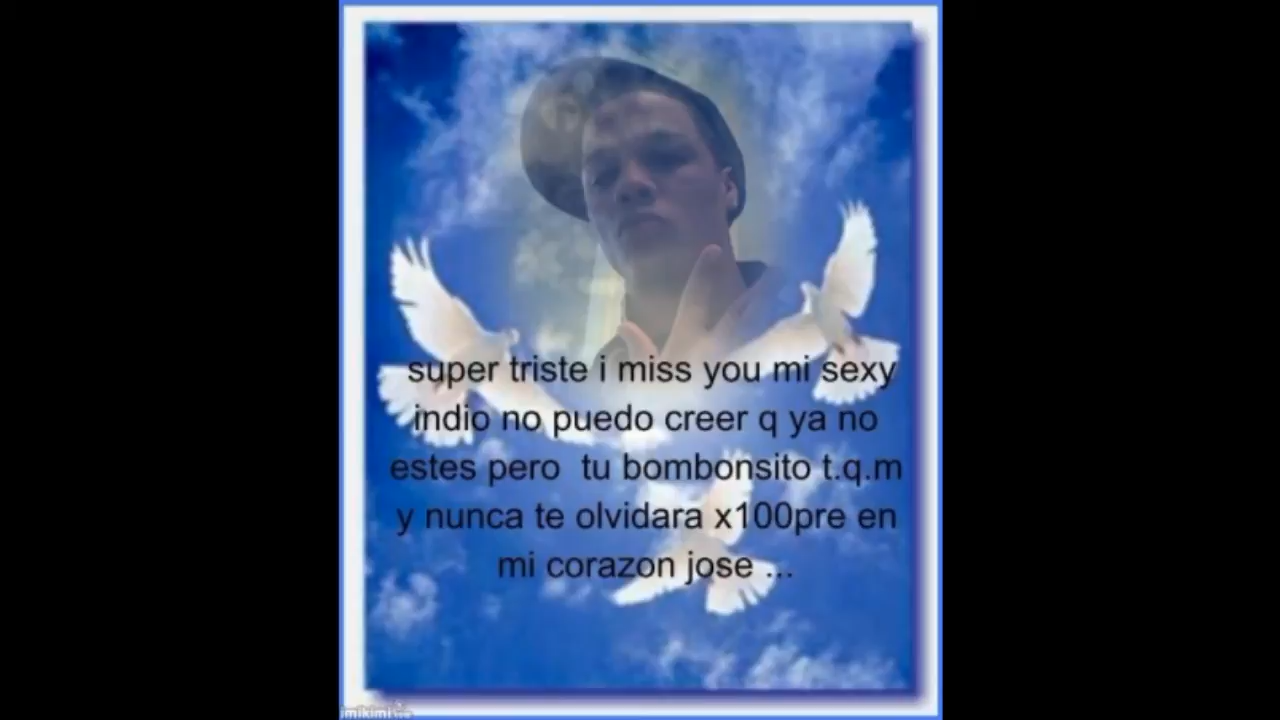 super triste i miss you mi sexy
indio no puedo creer q ya no
estes pero tu bombonsito t.q.m
y nunca te olvidara x100pre en
mi corazon jose ...
imikimi